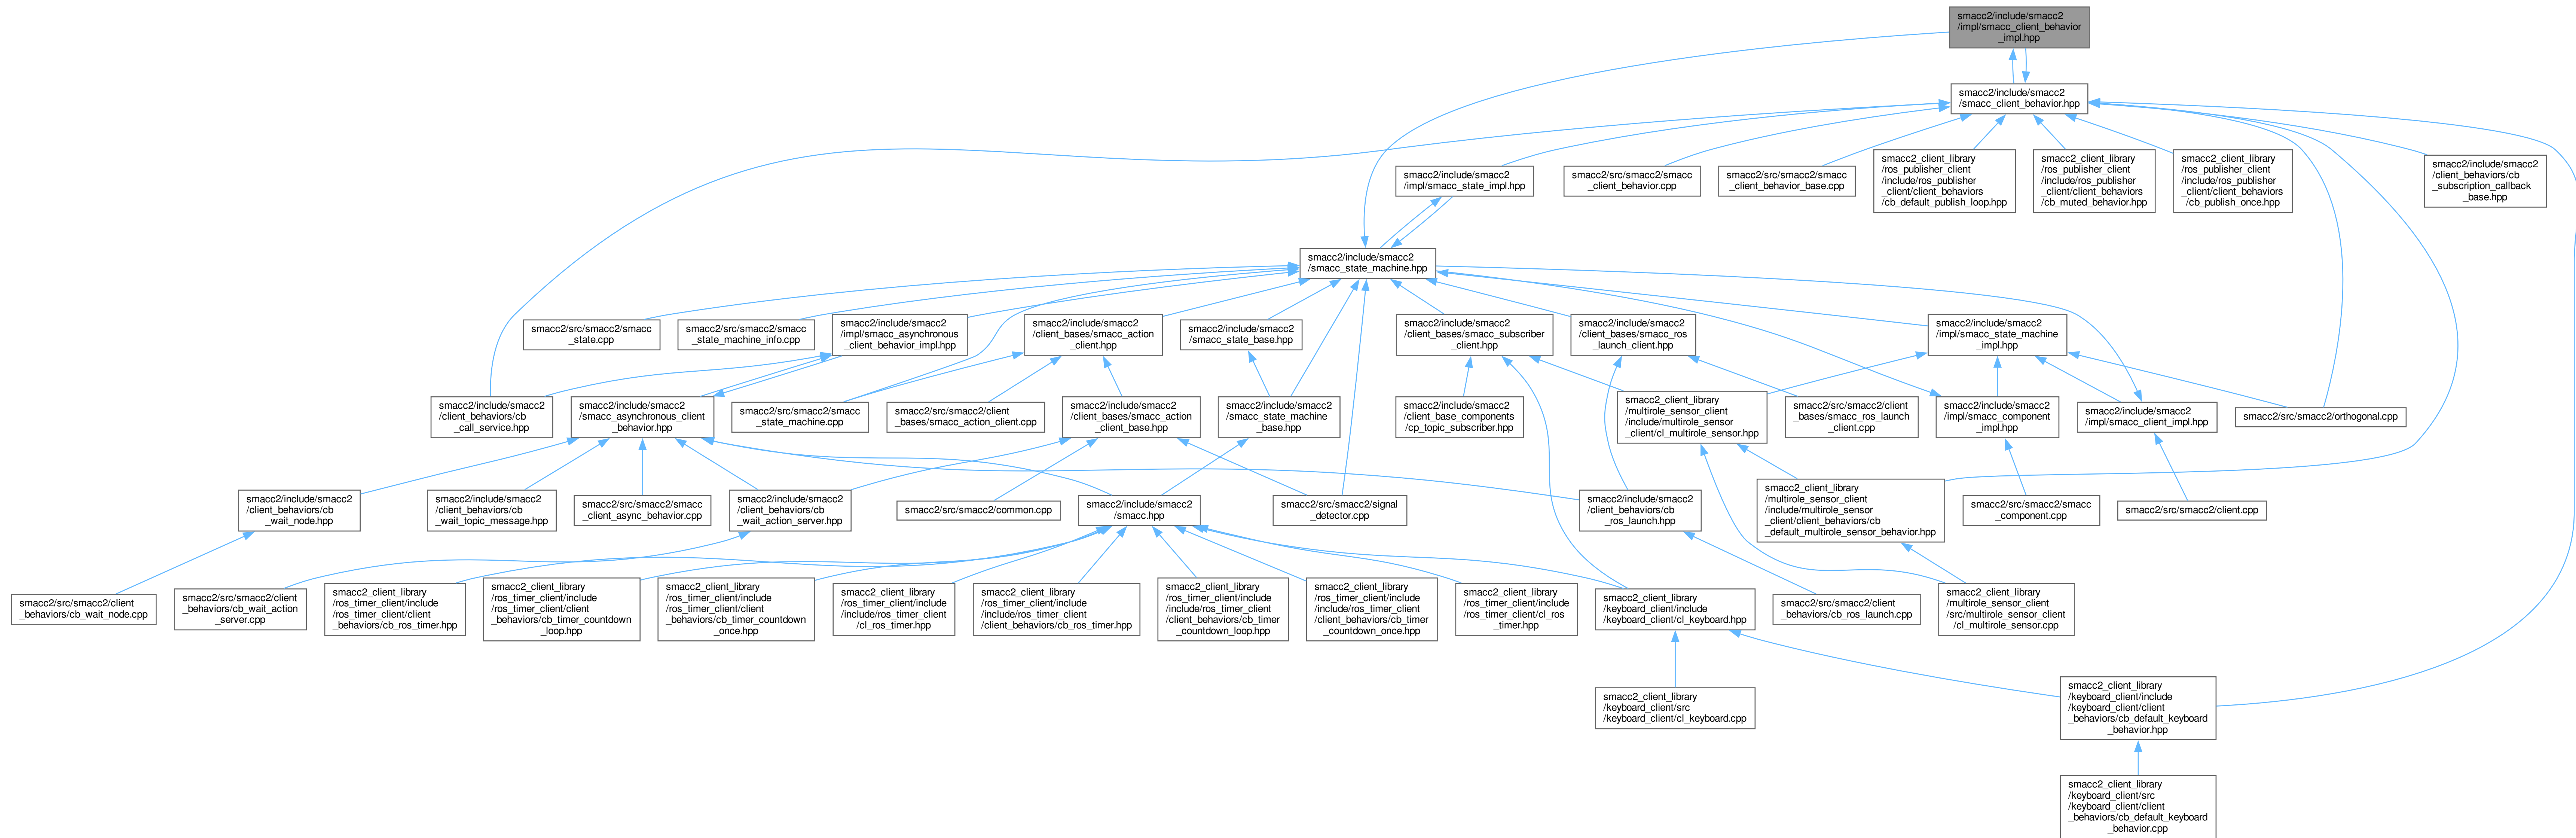 smacc2/include/smacc2
/impl/smacc_client_behavior
_impl.hpp
smacc2/include/smacc2
/smacc_client_behavior.hpp
smacc2/include/smacc2
/impl/smacc_state_impl.hpp
smacc2/src/smacc2/smacc
_client_behavior.cpp
smacc2/src/smacc2/smacc
_client_behavior_base.cpp
smacc2_client_library
/ros_publisher_client
/include/ros_publisher
_client/client_behaviors
/cb_default_publish_loop.hpp
smacc2_client_library
/ros_publisher_client
/include/ros_publisher
_client/client_behaviors
/cb_muted_behavior.hpp
smacc2_client_library
/ros_publisher_client
/include/ros_publisher
_client/client_behaviors
/cb_publish_once.hpp
smacc2/include/smacc2
/client_behaviors/cb
_subscription_callback
_base.hpp
smacc2/include/smacc2
/smacc_state_machine.hpp
smacc2/src/smacc2/smacc
_state.cpp
smacc2/src/smacc2/smacc
_state_machine_info.cpp
smacc2/include/smacc2
/impl/smacc_asynchronous
_client_behavior_impl.hpp
smacc2/include/smacc2
/client_bases/smacc_action
_client.hpp
smacc2/include/smacc2
/smacc_state_base.hpp
smacc2/include/smacc2
/client_bases/smacc_subscriber
_client.hpp
smacc2/include/smacc2
/client_bases/smacc_ros
_launch_client.hpp
smacc2/include/smacc2
/impl/smacc_state_machine
_impl.hpp
smacc2/include/smacc2
/client_behaviors/cb
_call_service.hpp
smacc2/include/smacc2
/smacc_asynchronous_client
_behavior.hpp
smacc2/src/smacc2/smacc
_state_machine.cpp
smacc2/src/smacc2/client
_bases/smacc_action_client.cpp
smacc2/include/smacc2
/client_bases/smacc_action
_client_base.hpp
smacc2/include/smacc2
/smacc_state_machine
_base.hpp
smacc2/include/smacc2
/client_base_components
/cp_topic_subscriber.hpp
smacc2_client_library
/multirole_sensor_client
/include/multirole_sensor
_client/cl_multirole_sensor.hpp
smacc2/src/smacc2/client
_bases/smacc_ros_launch
_client.cpp
smacc2/include/smacc2
/impl/smacc_component
_impl.hpp
smacc2/include/smacc2
/impl/smacc_client_impl.hpp
smacc2/src/smacc2/orthogonal.cpp
smacc2/include/smacc2
/client_behaviors/cb
_wait_node.hpp
smacc2/include/smacc2
/client_behaviors/cb
_wait_topic_message.hpp
smacc2/src/smacc2/smacc
_client_async_behavior.cpp
smacc2/include/smacc2
/client_behaviors/cb
_wait_action_server.hpp
smacc2/src/smacc2/common.cpp
smacc2/include/smacc2
/smacc.hpp
smacc2/src/smacc2/signal
_detector.cpp
smacc2/include/smacc2
/client_behaviors/cb
_ros_launch.hpp
smacc2_client_library
/multirole_sensor_client
/include/multirole_sensor
_client/client_behaviors/cb
_default_multirole_sensor_behavior.hpp
smacc2/src/smacc2/smacc
_component.cpp
smacc2/src/smacc2/client.cpp
smacc2/src/smacc2/client
_behaviors/cb_wait_node.cpp
smacc2/src/smacc2/client
_behaviors/cb_wait_action
_server.cpp
smacc2_client_library
/ros_timer_client/include
/ros_timer_client/client
_behaviors/cb_ros_timer.hpp
smacc2_client_library
/ros_timer_client/include
/ros_timer_client/client
_behaviors/cb_timer_countdown
_loop.hpp
smacc2_client_library
/ros_timer_client/include
/ros_timer_client/client
_behaviors/cb_timer_countdown
_once.hpp
smacc2_client_library
/ros_timer_client/include
/include/ros_timer_client
/cl_ros_timer.hpp
smacc2_client_library
/ros_timer_client/include
/include/ros_timer_client
/client_behaviors/cb_ros_timer.hpp
smacc2_client_library
/ros_timer_client/include
/include/ros_timer_client
/client_behaviors/cb_timer
_countdown_loop.hpp
smacc2_client_library
/ros_timer_client/include
/include/ros_timer_client
/client_behaviors/cb_timer
_countdown_once.hpp
smacc2_client_library
/ros_timer_client/include
/ros_timer_client/cl_ros
_timer.hpp
smacc2_client_library
/keyboard_client/include
/keyboard_client/cl_keyboard.hpp
smacc2/src/smacc2/client
_behaviors/cb_ros_launch.cpp
smacc2_client_library
/multirole_sensor_client
/src/multirole_sensor_client
/cl_multirole_sensor.cpp
smacc2_client_library
/keyboard_client/src
/keyboard_client/cl_keyboard.cpp
smacc2_client_library
/keyboard_client/include
/keyboard_client/client
_behaviors/cb_default_keyboard
_behavior.hpp
smacc2_client_library
/keyboard_client/src
/keyboard_client/client
_behaviors/cb_default_keyboard
_behavior.cpp